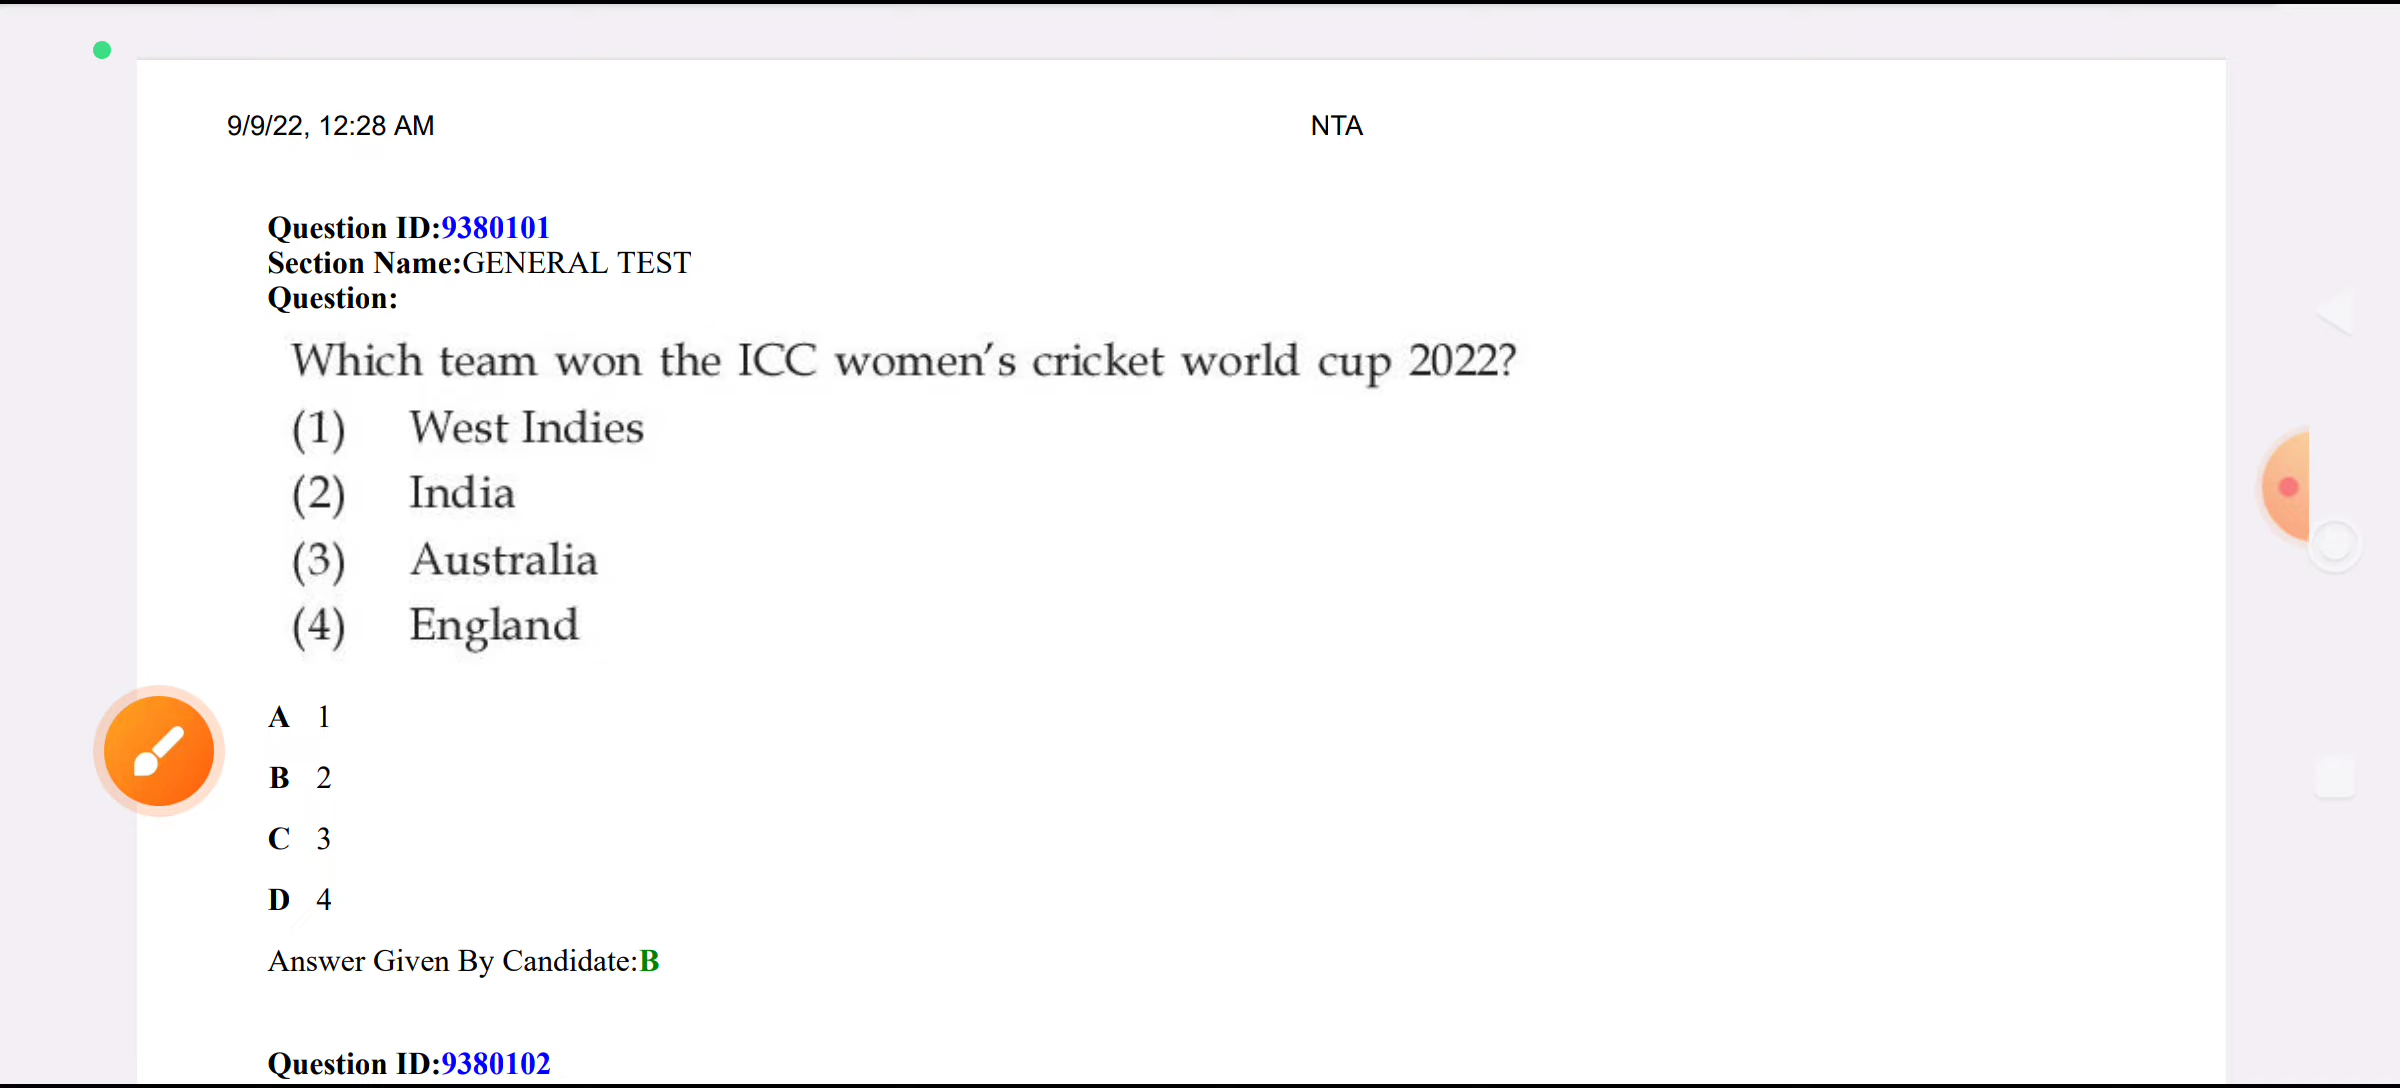 9/9/22, 12:28 AM NTA
Question ID:9380101
Section Name:GENERAL TEST
Question:
Which team won the ICC women's cricket world cup 2022?
(1) West Indies
(2) India
(3) Australia
(4) England
A 1
B 2
C 3
D 4
Answer Given By Candidate:B
Question ID:9380102